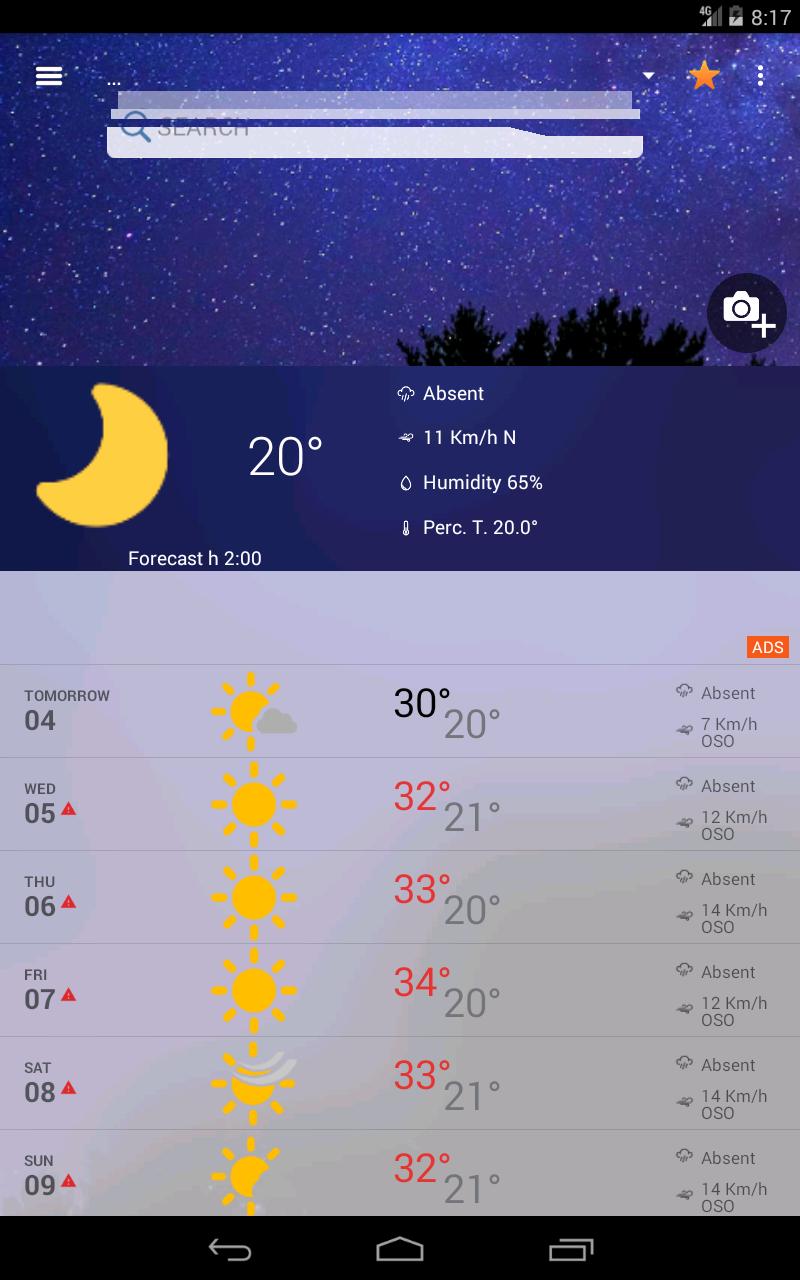 4G 8:17
...
SEARCH
Absent
20°
11 Km/h N
Humidity 65%
Perc. T. 20.0°
Forecast h 2:00
ADS
TOMORROW
04
30°
20°
Absent
7 Km/h
OSO
WED
05
32°
21°
Absent
12 Km/h
OSO
THU
06
33°
20°
Absent
14 Km/h
OSO
FRI
07
34°
20°
Absent
12 Km/h
OSO
SAT
08
33°
21°
Absent
14 Km/h
OSO
SUN
09
32°
21°
Absent
14 Km/h
OSO